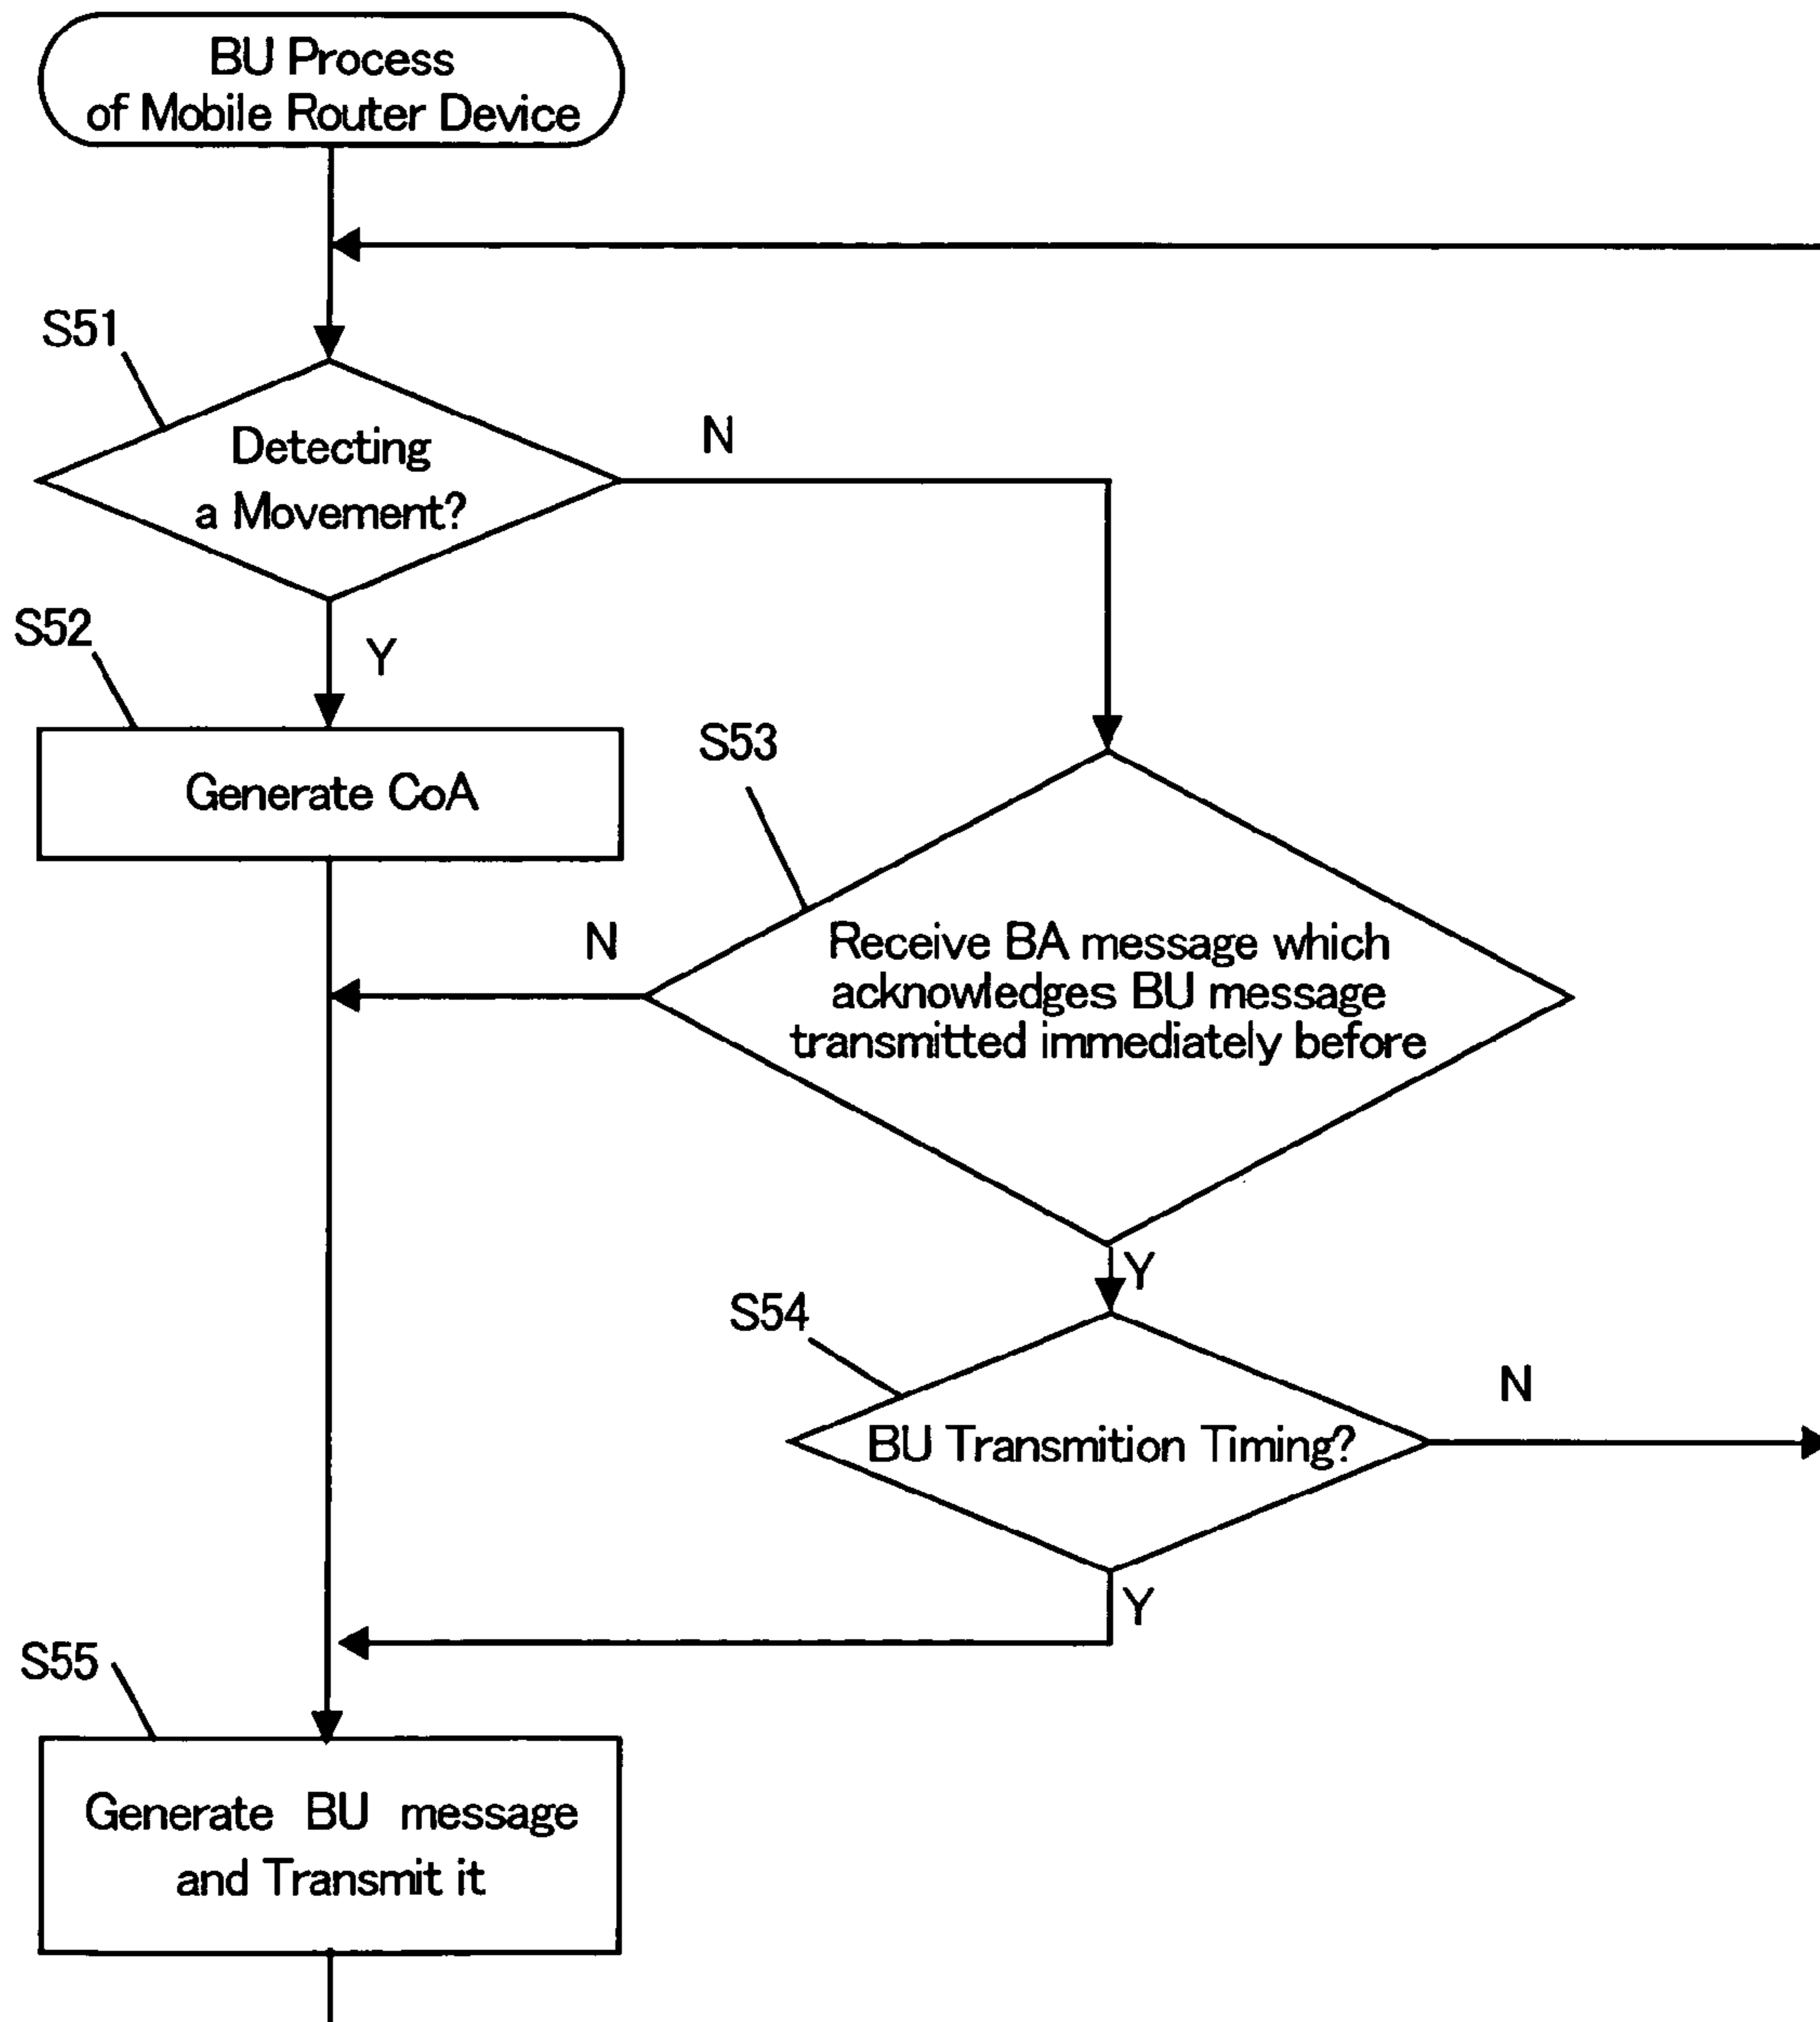 BU Process
of Mobile Router Device
S51
Detecting
a Movement?
N
S52
Y
Generate CoA
S53
N
Receive BA message which
acknowledges BU message
transmitted immediately before
Y
S54
BU Transmition Timing?
N
Y
S55
Generate BU message
and Transmit it